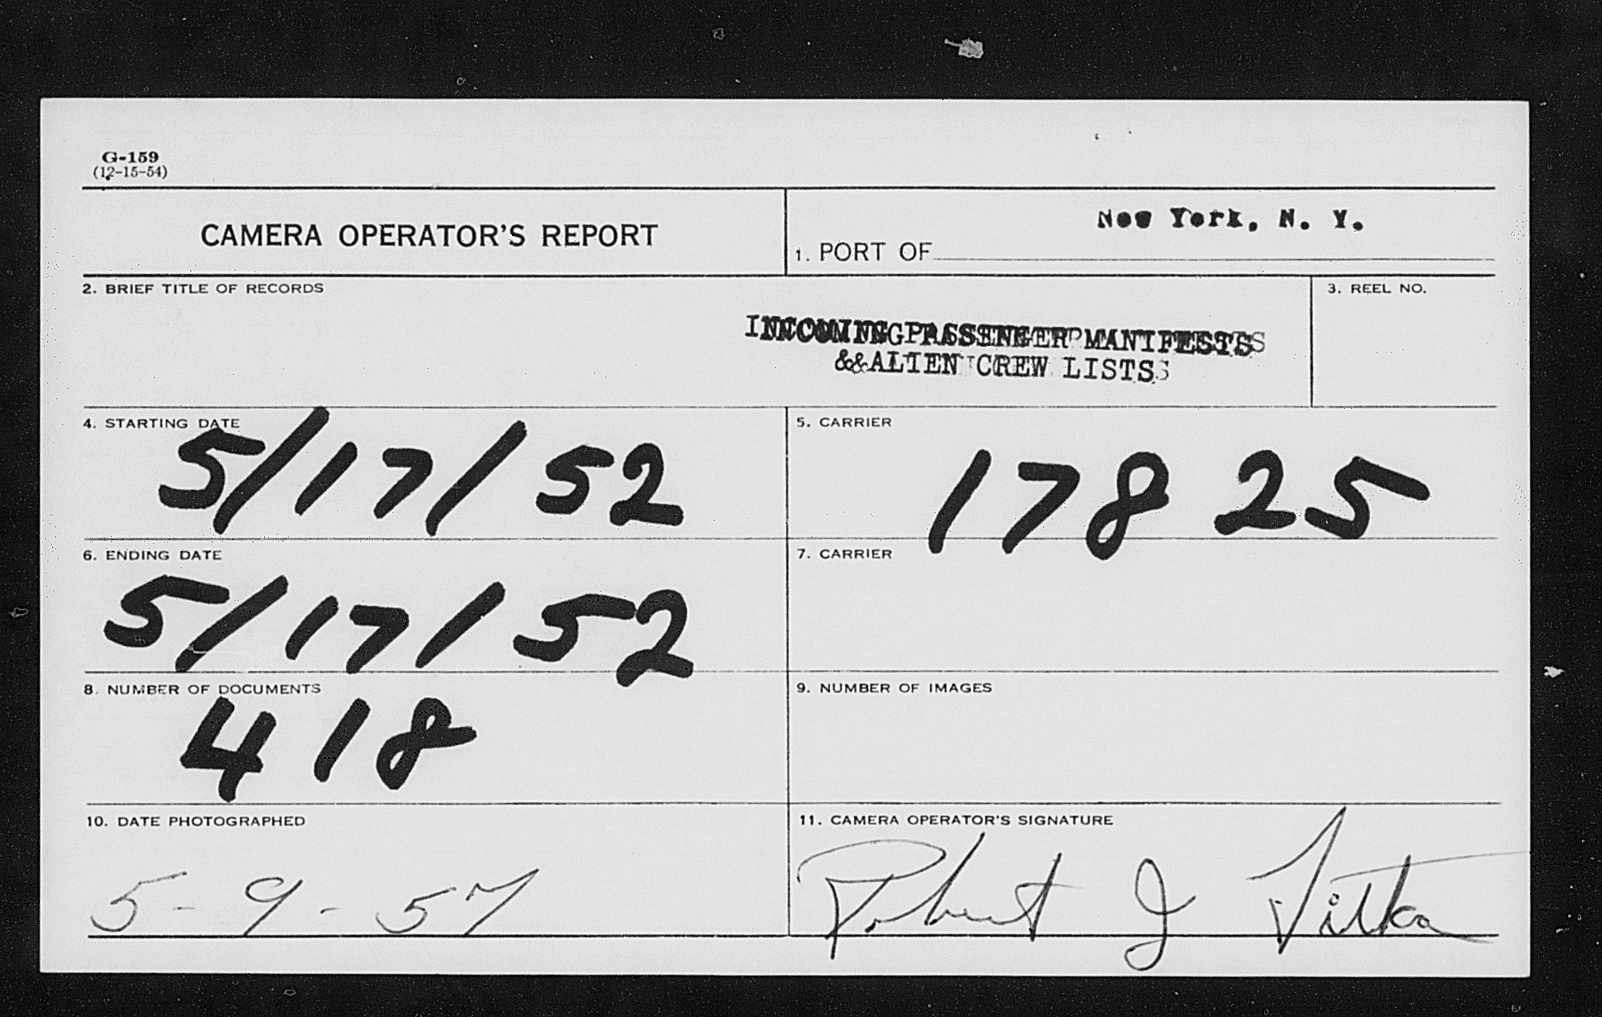 G-159
(12-15-54)
CAMERA OPERATOR'S REPORT
New York, N. Y.
1. PORT OF
2. BRIEF TITLE OF RECORDS
3. REEL NO.
INCOMING PASSENGER MANIFESTS
& ALIEN CREW LISTS
4. STARTING DATE
5/17/52
5. CARRIER
17825
6. ENDING DATE
5/17/52
7. CARRIER
8. NUMBER OF DOCUMENTS
418
9. NUMBER OF IMAGES
10. DATE PHOTOGRAPHED
5-9-57
11. CAMERA OPERATOR'S SIGNATURE
Robert J